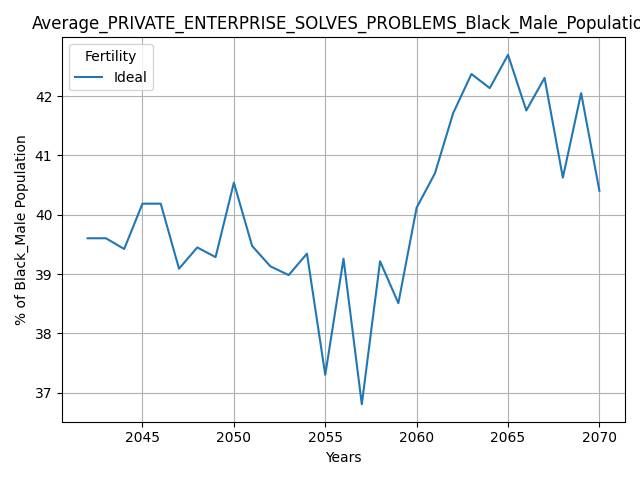 Average_PRIVATE_ENTERPRISE_SOLVES_PROBLEMS_Black_Male_Populatio
Fertility
Ideal
% of Black_Male Population
42
41
40
39
38
37
2045 2050 2055 2060 2065 2070
Years